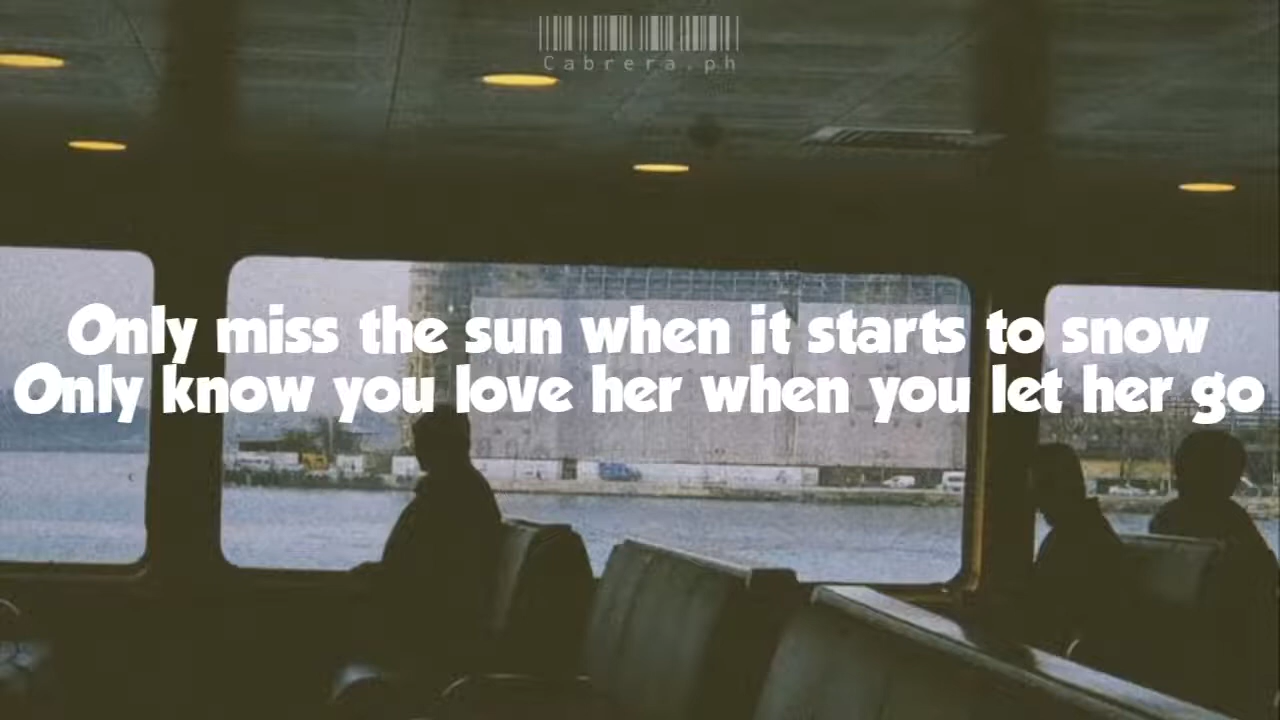 Cabrera.ph
Only miss the sun when it starts to snow
Only know you love her when you let her go